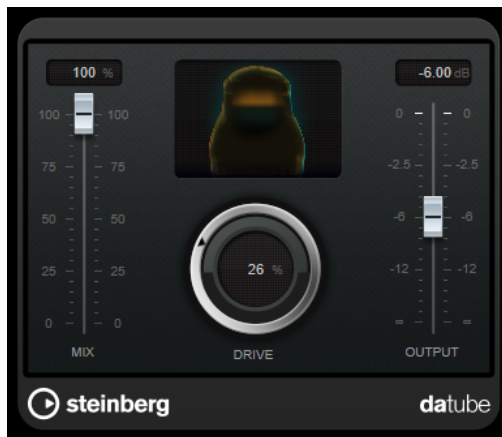 100 %
-6.00 dB
100 100 0 0
75 75 -2.5 -2.5
50 50 -6 -6
26 %
25 25 -12 -12
0 0 ∞ ∞
MIX DRIVE OUTPUT
steinberg datube